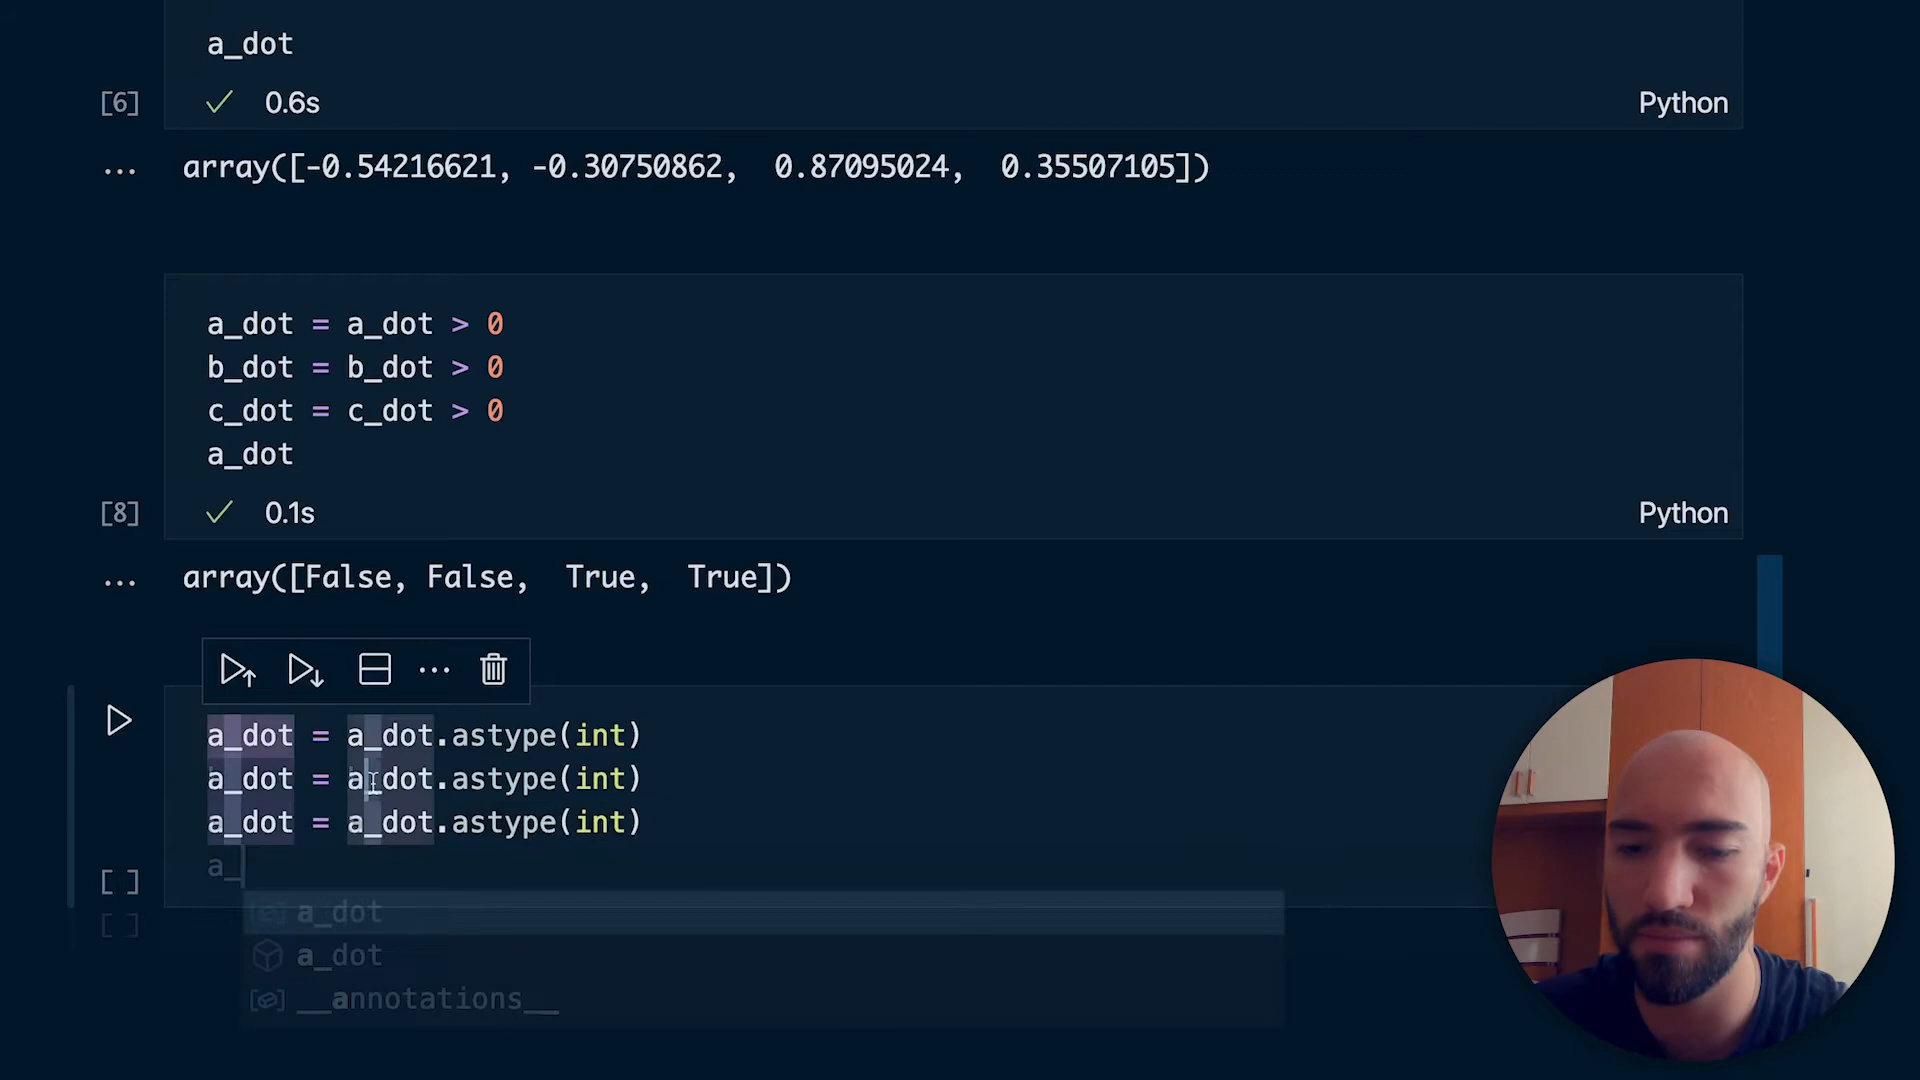 a_dot
[6] 0.6s Python
... array([-0.54216621, -0.30750862,  0.87095024,  0.35507105])
a_dot = a_dot > 0
b_dot = b_dot > 0
c_dot = c_dot > 0
a_dot
[8] 0.1s Python
... array([False, False,  True,  True])
a_dot = a_dot.astype(int)
a_dot = a_dot.astype(int)
a_dot = a_dot.astype(int)
a_
[ ]
a_dot
[ ]
a_dot
__annotations__